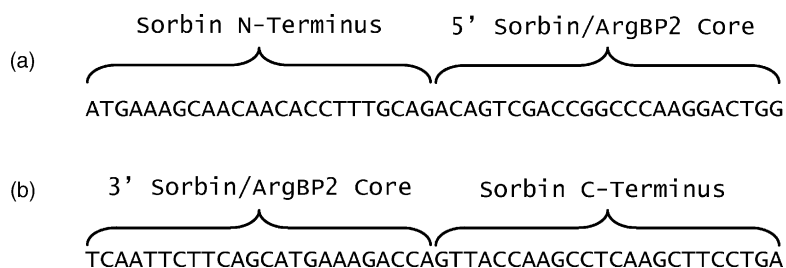 Sorbin N-Terminus 5’ Sorbin/ArgBP2 Core
(a)
ATGAAAGCAACAACACCTTTGCAGACAGTCGACCGGCCCAAGGACTGG
3’ Sorbin/ArgBP2 Core Sorbin C-Terminus
(b)
TCAATTCTTCAGCATGAAAGACCAGTTACCAAGCCTCAAGCTTCCTGA